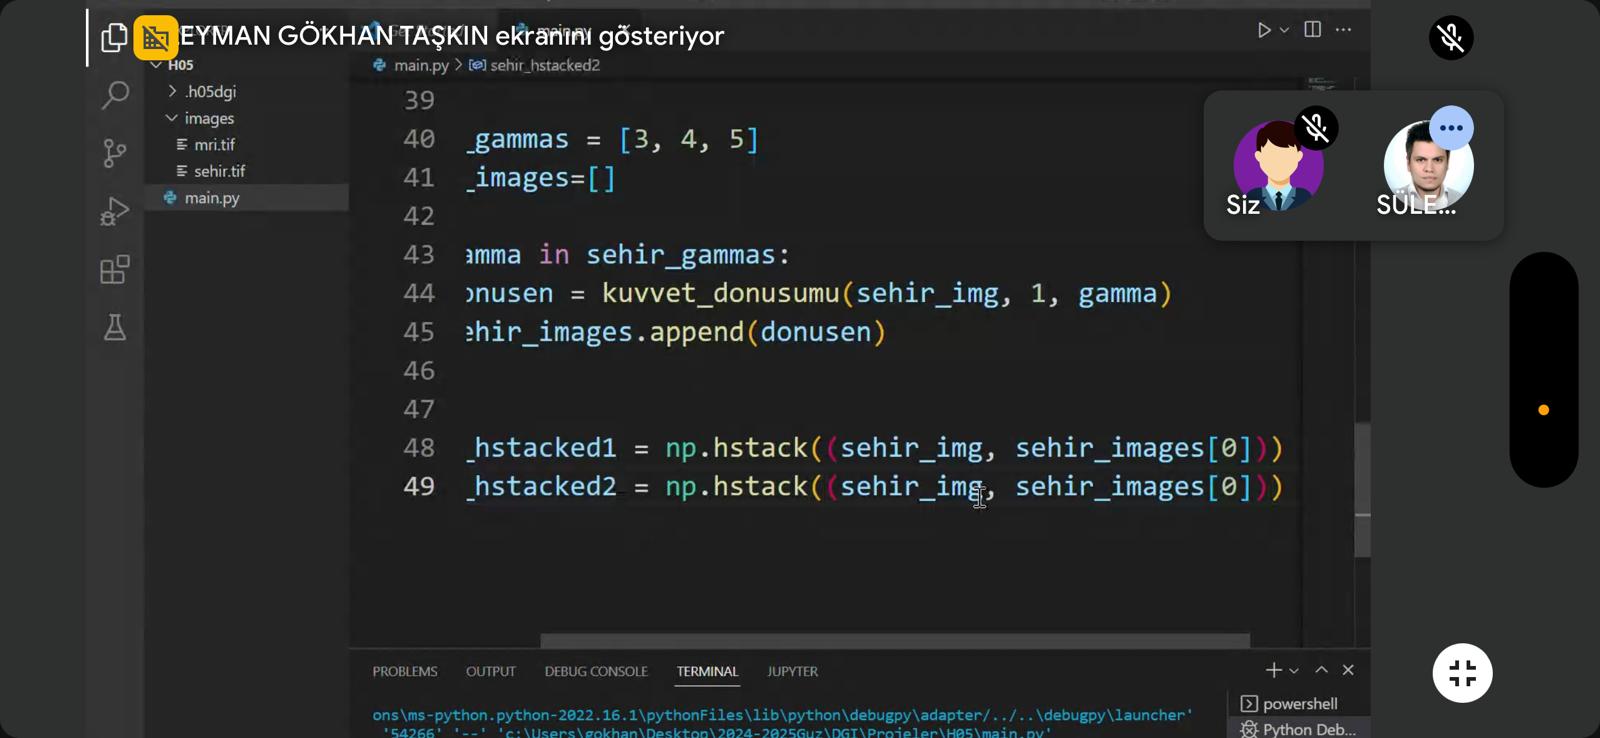 EYMAN GÖKHAN TAŞKIN ekranını gösteriyor
H05
.h05dgi
images
mri.tif
sehir.tif
main.py
main.py > sehir_hstacked2
39
40 _gammas = [3, 4, 5]
41 _images=[]
42
43 amma in sehir_gammas:
44 onusen = kuvvet_donusumu(sehir_img, 1, gamma)
45 ehir_images.append(donusen)
46
47
48 _hstacked1 = np.hstack((sehir_img, sehir_images[0]))
49 _hstacked2 = np.hstack((sehir_img, sehir_images[0]))
Siz
SÜLE...
PROBLEMS OUTPUT DEBUG CONSOLE TERMINAL JUPYTER
ons\ms-python.python-2022.16.1\pythonFiles\lib\python\debugpy\adapter/../..\debugpy\launcher'
'54266' '--' 'c:\Users\gokhan\Desktop\2024-2025Guz\DGI\Projeler\H05\main.py'
powershell
Python Deb...